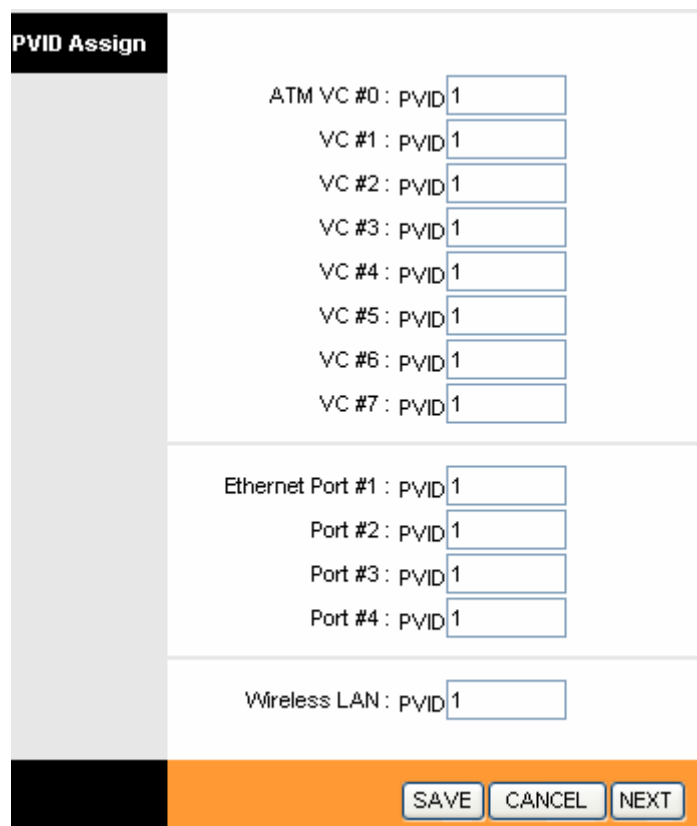 PVID Assign
ATM VC #0 : PVID 1
VC #1 : PVID 1
VC #2 : PVID 1
VC #3 : PVID 1
VC #4 : PVID 1
VC #5 : PVID 1
VC #6 : PVID 1
VC #7 : PVID 1
Ethernet Port #1 : PVID 1
Port #2 : PVID 1
Port #3 : PVID 1
Port #4 : PVID 1
Wireless LAN : PVID 1
SAVE CANCEL NEXT